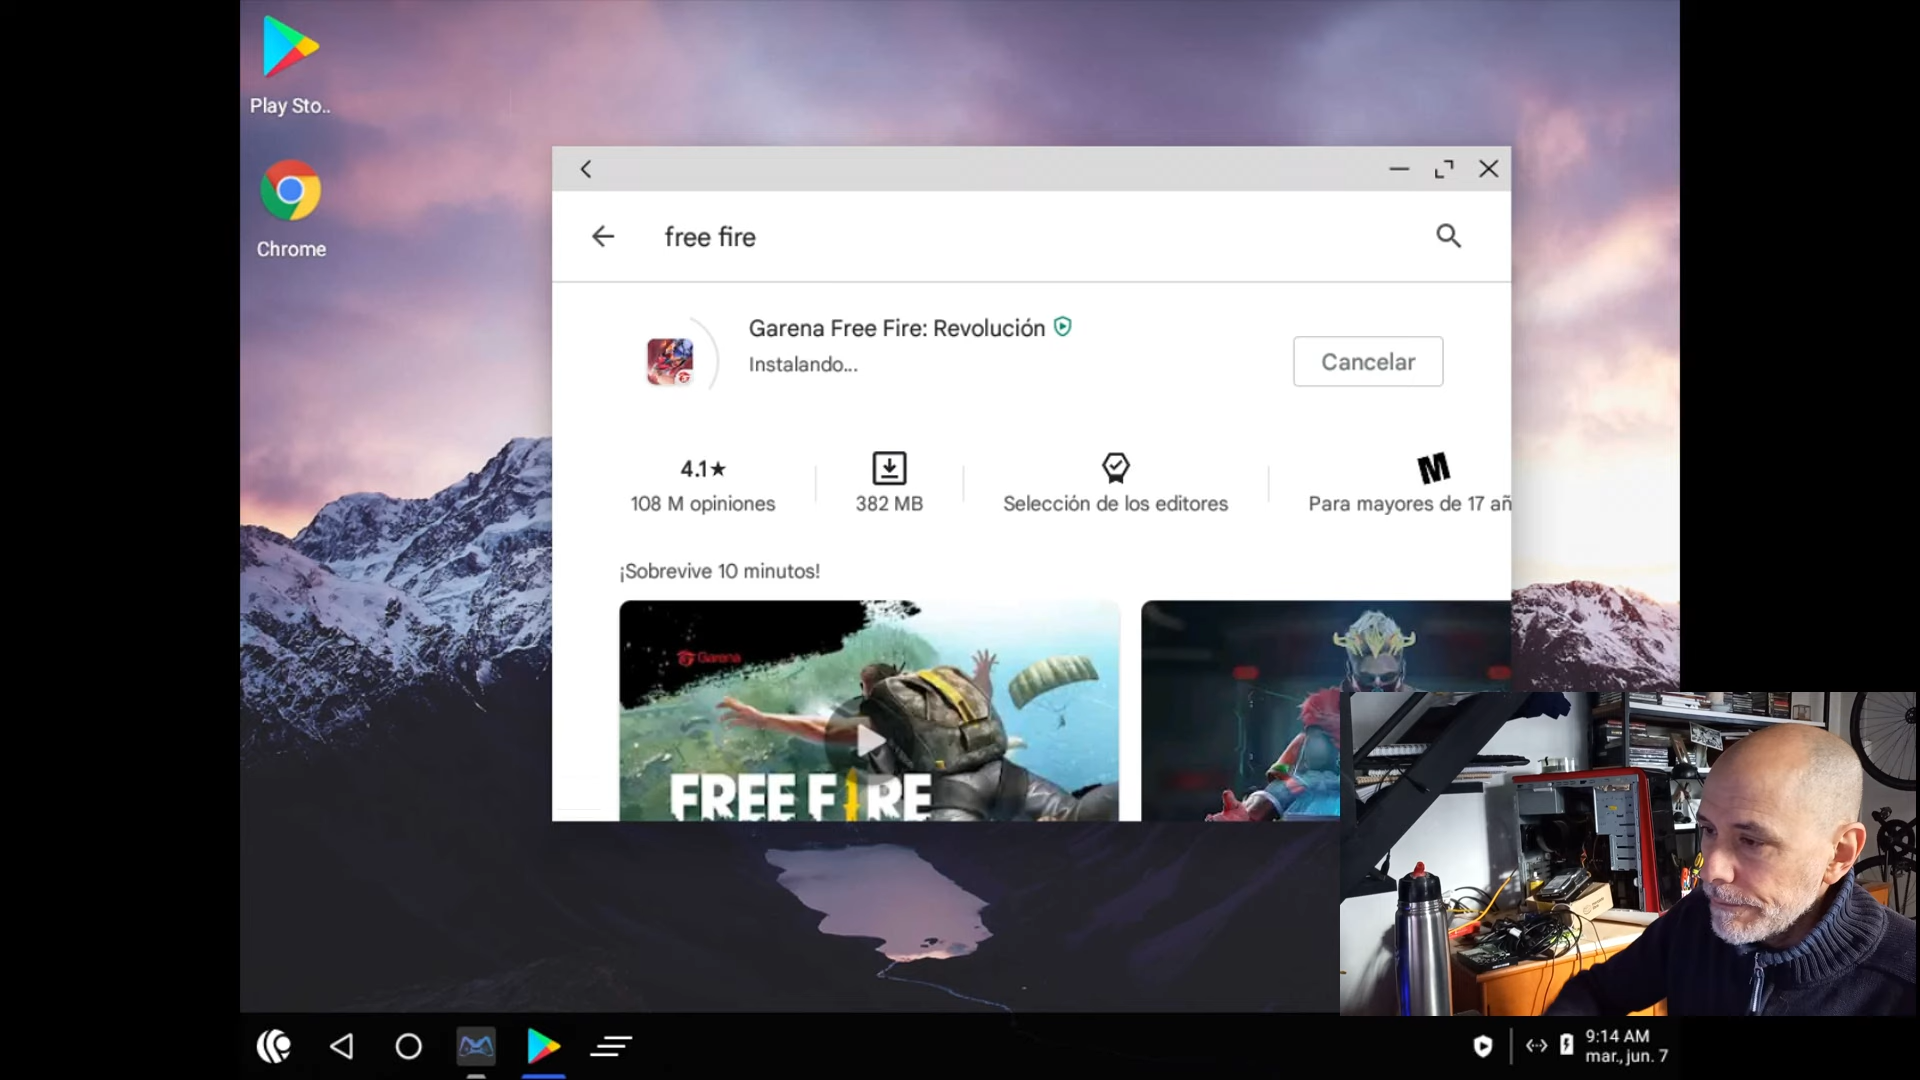 Play Sto..
Chrome
free fire
Garena Free Fire: Revolución
Instalando...
Cancelar
4.1★
108 M opiniones
382 MB
Selección de los editores
Para mayores de 17 añ
¡Sobrevive 10 minutos!
Garena
FREE FIRE
9:14 AM
mar., jun. 7